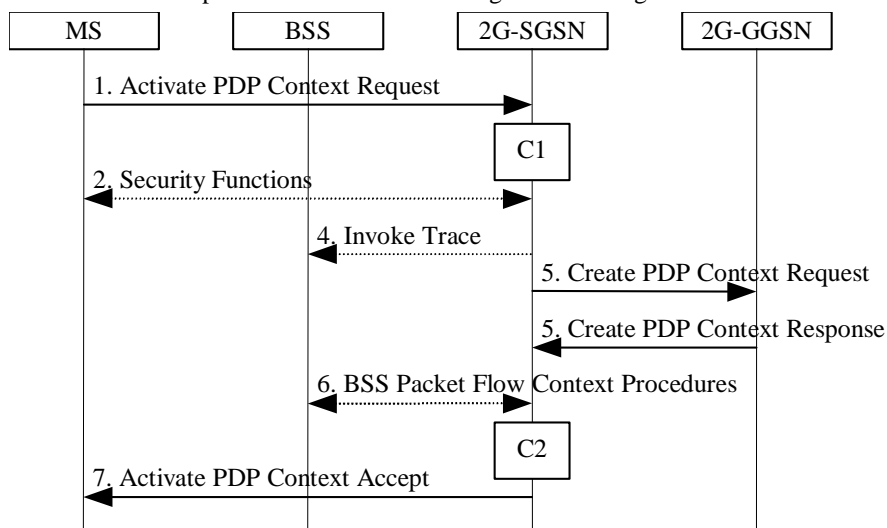 MS BSS 2G-SGSN 2G-GGSN
1. Activate PDP Context Request
C1
2. Security Functions
4. Invoke Trace
5. Create PDP Context Request
5. Create PDP Context Response
6. BSS Packet Flow Context Procedures
C2
7. Activate PDP Context Accept